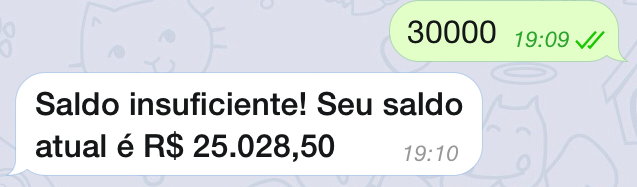 30000 19:09
Saldo insuficiente! Seu saldo
atual é R$ 25.028,50 19:10